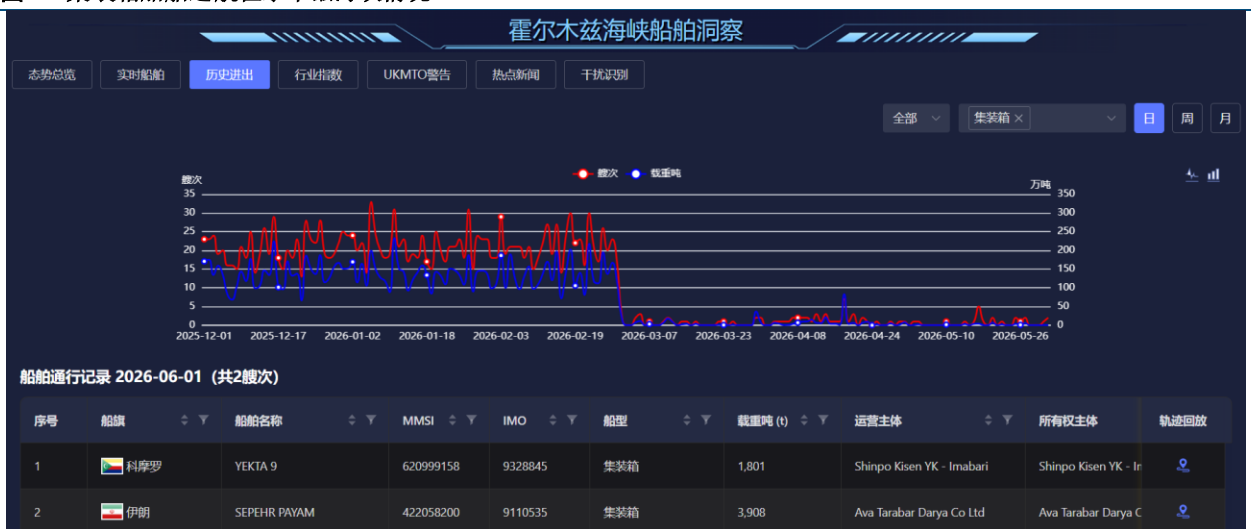 霍尔木兹海峡船舶洞察
态势总览 实时船舶 历史进出 行业指数 UKMTO警告 热点新闻 干扰识别
全部 集装箱 × 日 周 月
艘次 载重吨
艘次 万吨
35 350
30 300
25 250
20 200
15 150
10 100
5 50
0 0
2025-12-01 2025-12-17 2026-01-02 2026-01-18 2026-02-03 2026-02-19 2026-03-07 2026-03-23 2026-04-08 2026-04-24 2026-05-10 2026-05-26
船舶通行记录 2026-06-01（共2艘次）
序号 船旗 船舶名称 MMSI IMO 船型 载重吨 (t) 运营主体 所有权主体 轨迹回放
1 科摩罗 YEKTA 9 620999158 9328845 集装箱 1,801 Shinpo Kisen YK - Imabari Shinpo Kisen YK -
2 伊朗 SEPEHR PAYAM 422058200 9110535 集装箱 3,908 Ava Tarabar Darya Co Ltd Ava Tarabar Darya